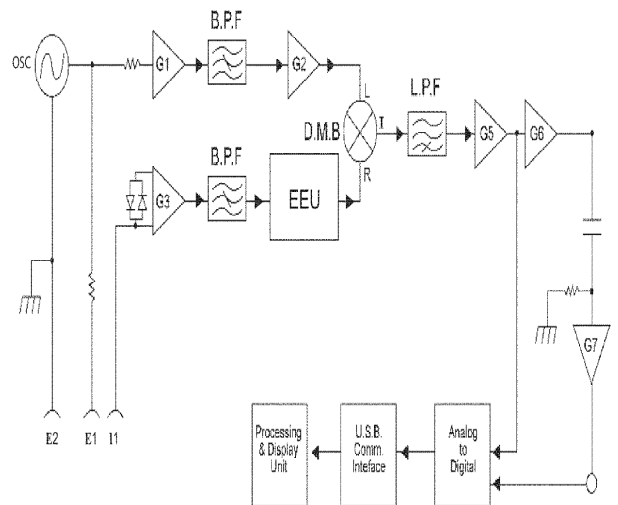 B.P.F
OSC
G1
G2
L
L.P.F
D.M.B
I
G5
G6
B.P.F
R
G3
EEU
G7
E2
E1
I1
Processing
& Display
Unit
U.S.B.
Comm.
Inteface
Analog
to
Digital